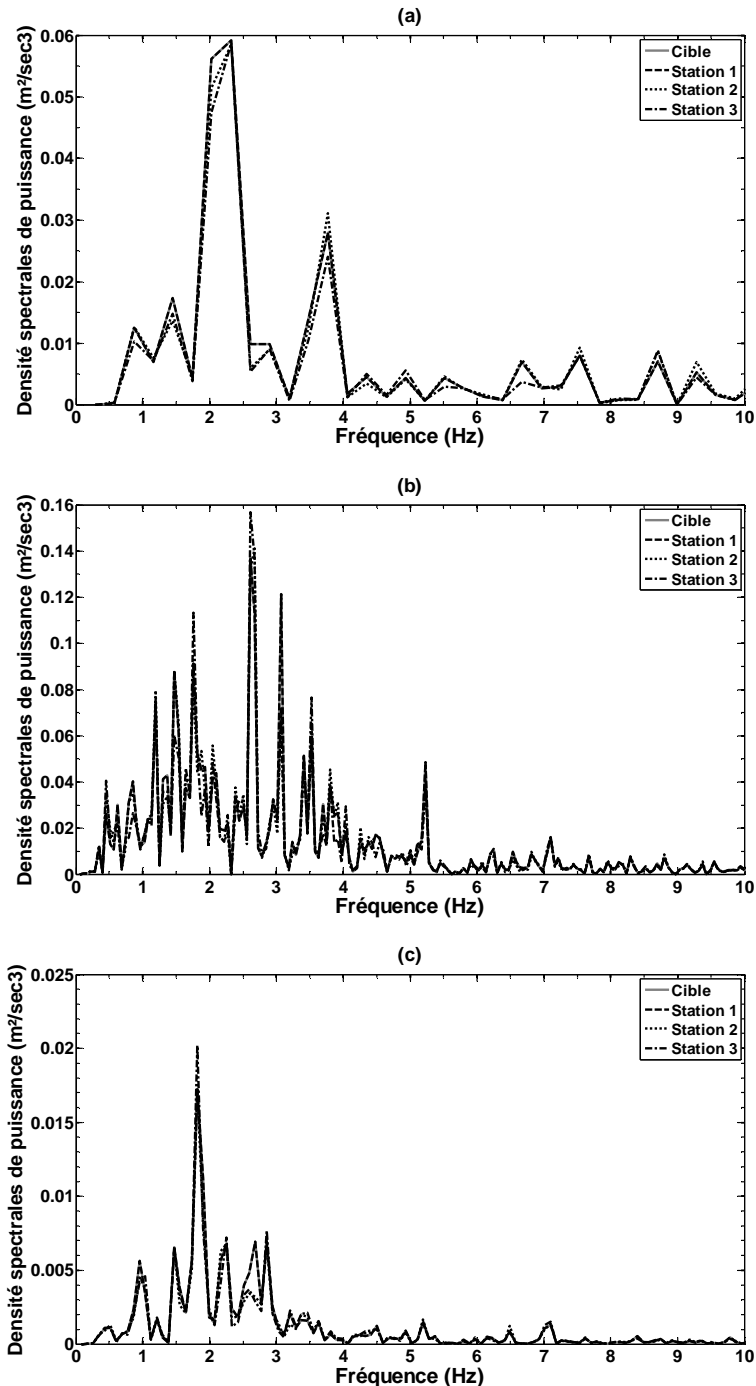 (a)
Densité spectrales de puissance (m²/sec3)
0.06
0.05
0.04
0.03
0.02
0.01
0
Cible
Station 1
Station 2
Station 3
0 1 2 3 4 5 6 7 8 9 10
Fréquence (Hz)
(b)
Densité spectrales de puissance (m²/sec3)
0.16
0.14
0.12
0.1
0.08
0.06
0.04
0.02
0
Cible
Station 1
Station 2
Station 3
0 1 2 3 4 5 6 7 8 9 10
Fréquence (Hz)
(c)
Densité spectrales de puissance (m²/sec3)
0.025
0.02
0.015
0.01
0.005
0
Cible
Station 1
Station 2
Station 3
0 1 2 3 4 5 6 7 8 9 10
Fréquence (Hz)